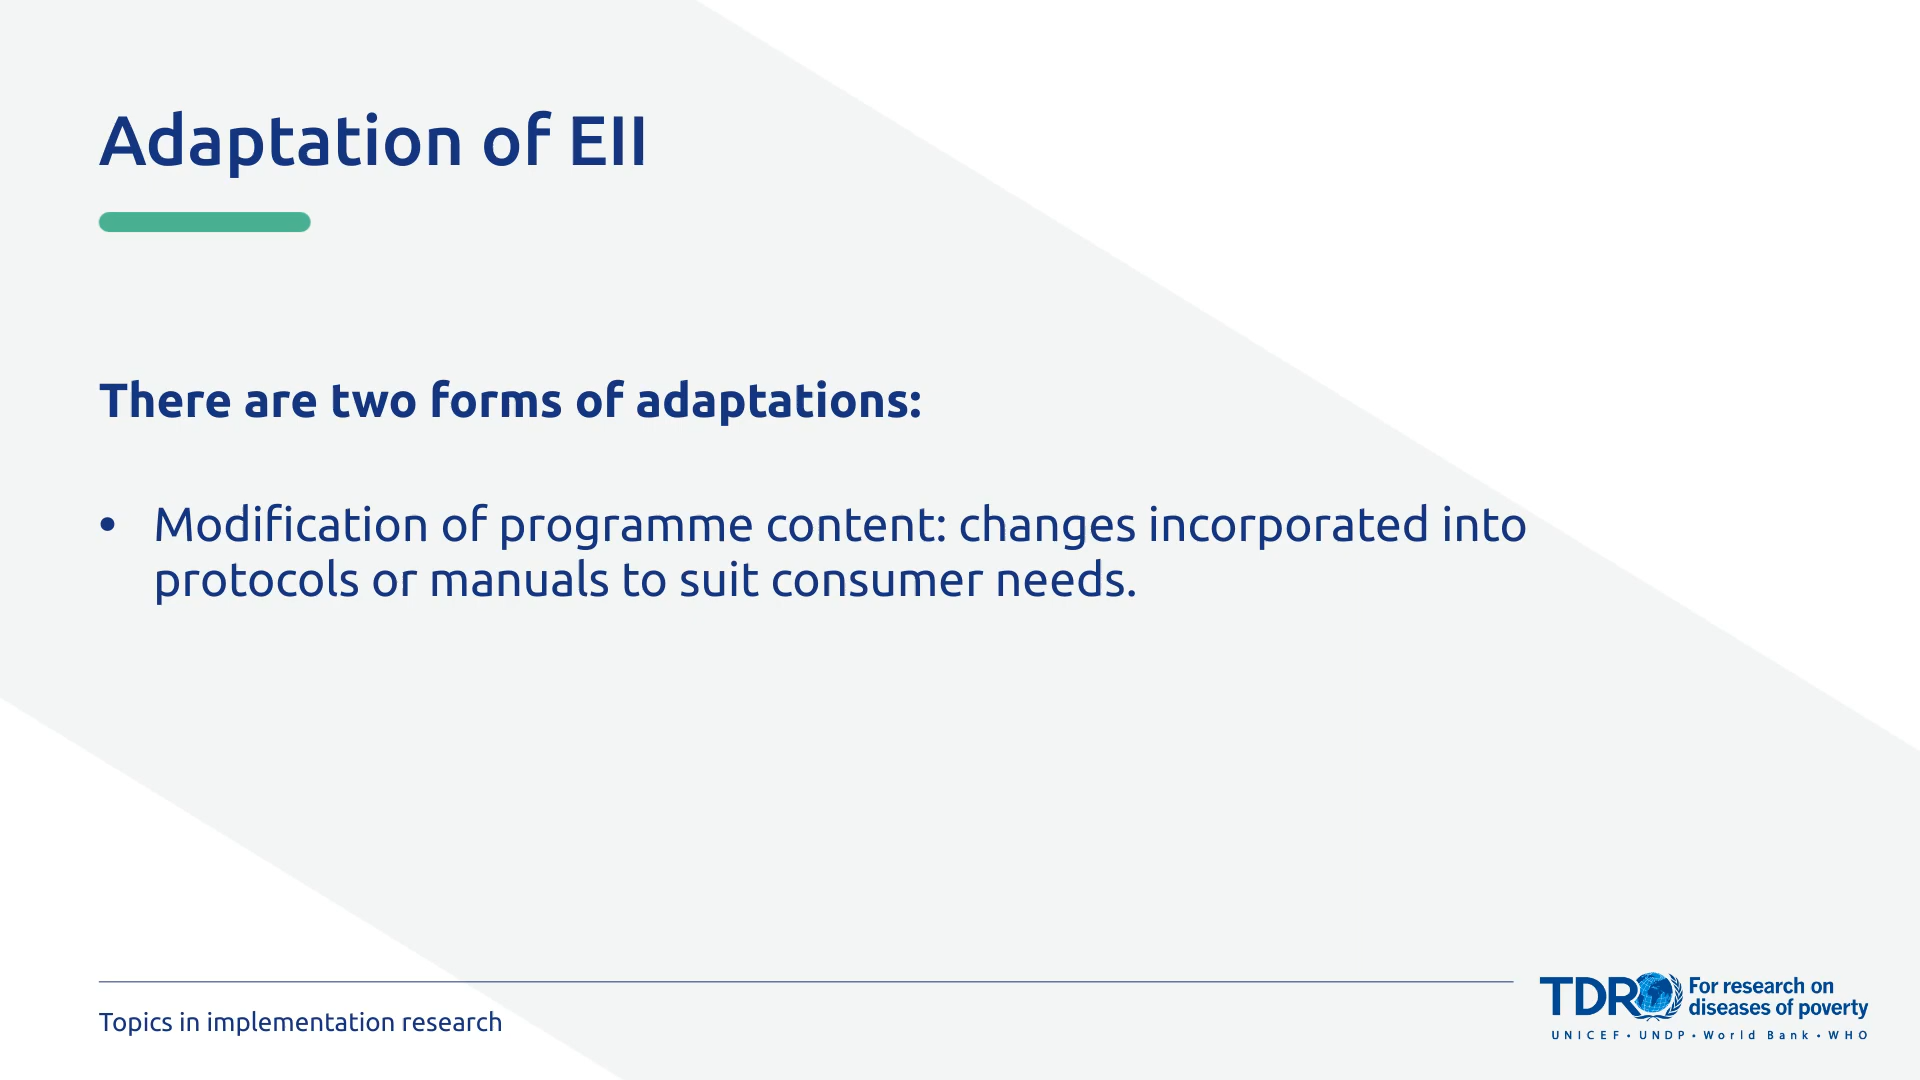 Adaptation of EII
There are two forms of adaptations:
• Modification of programme content: changes incorporated into
protocols or manuals to suit consumer needs.
Topics in implementation research
TDR For research on
diseases of poverty
UNICEF • UNDP • World Bank • WHO